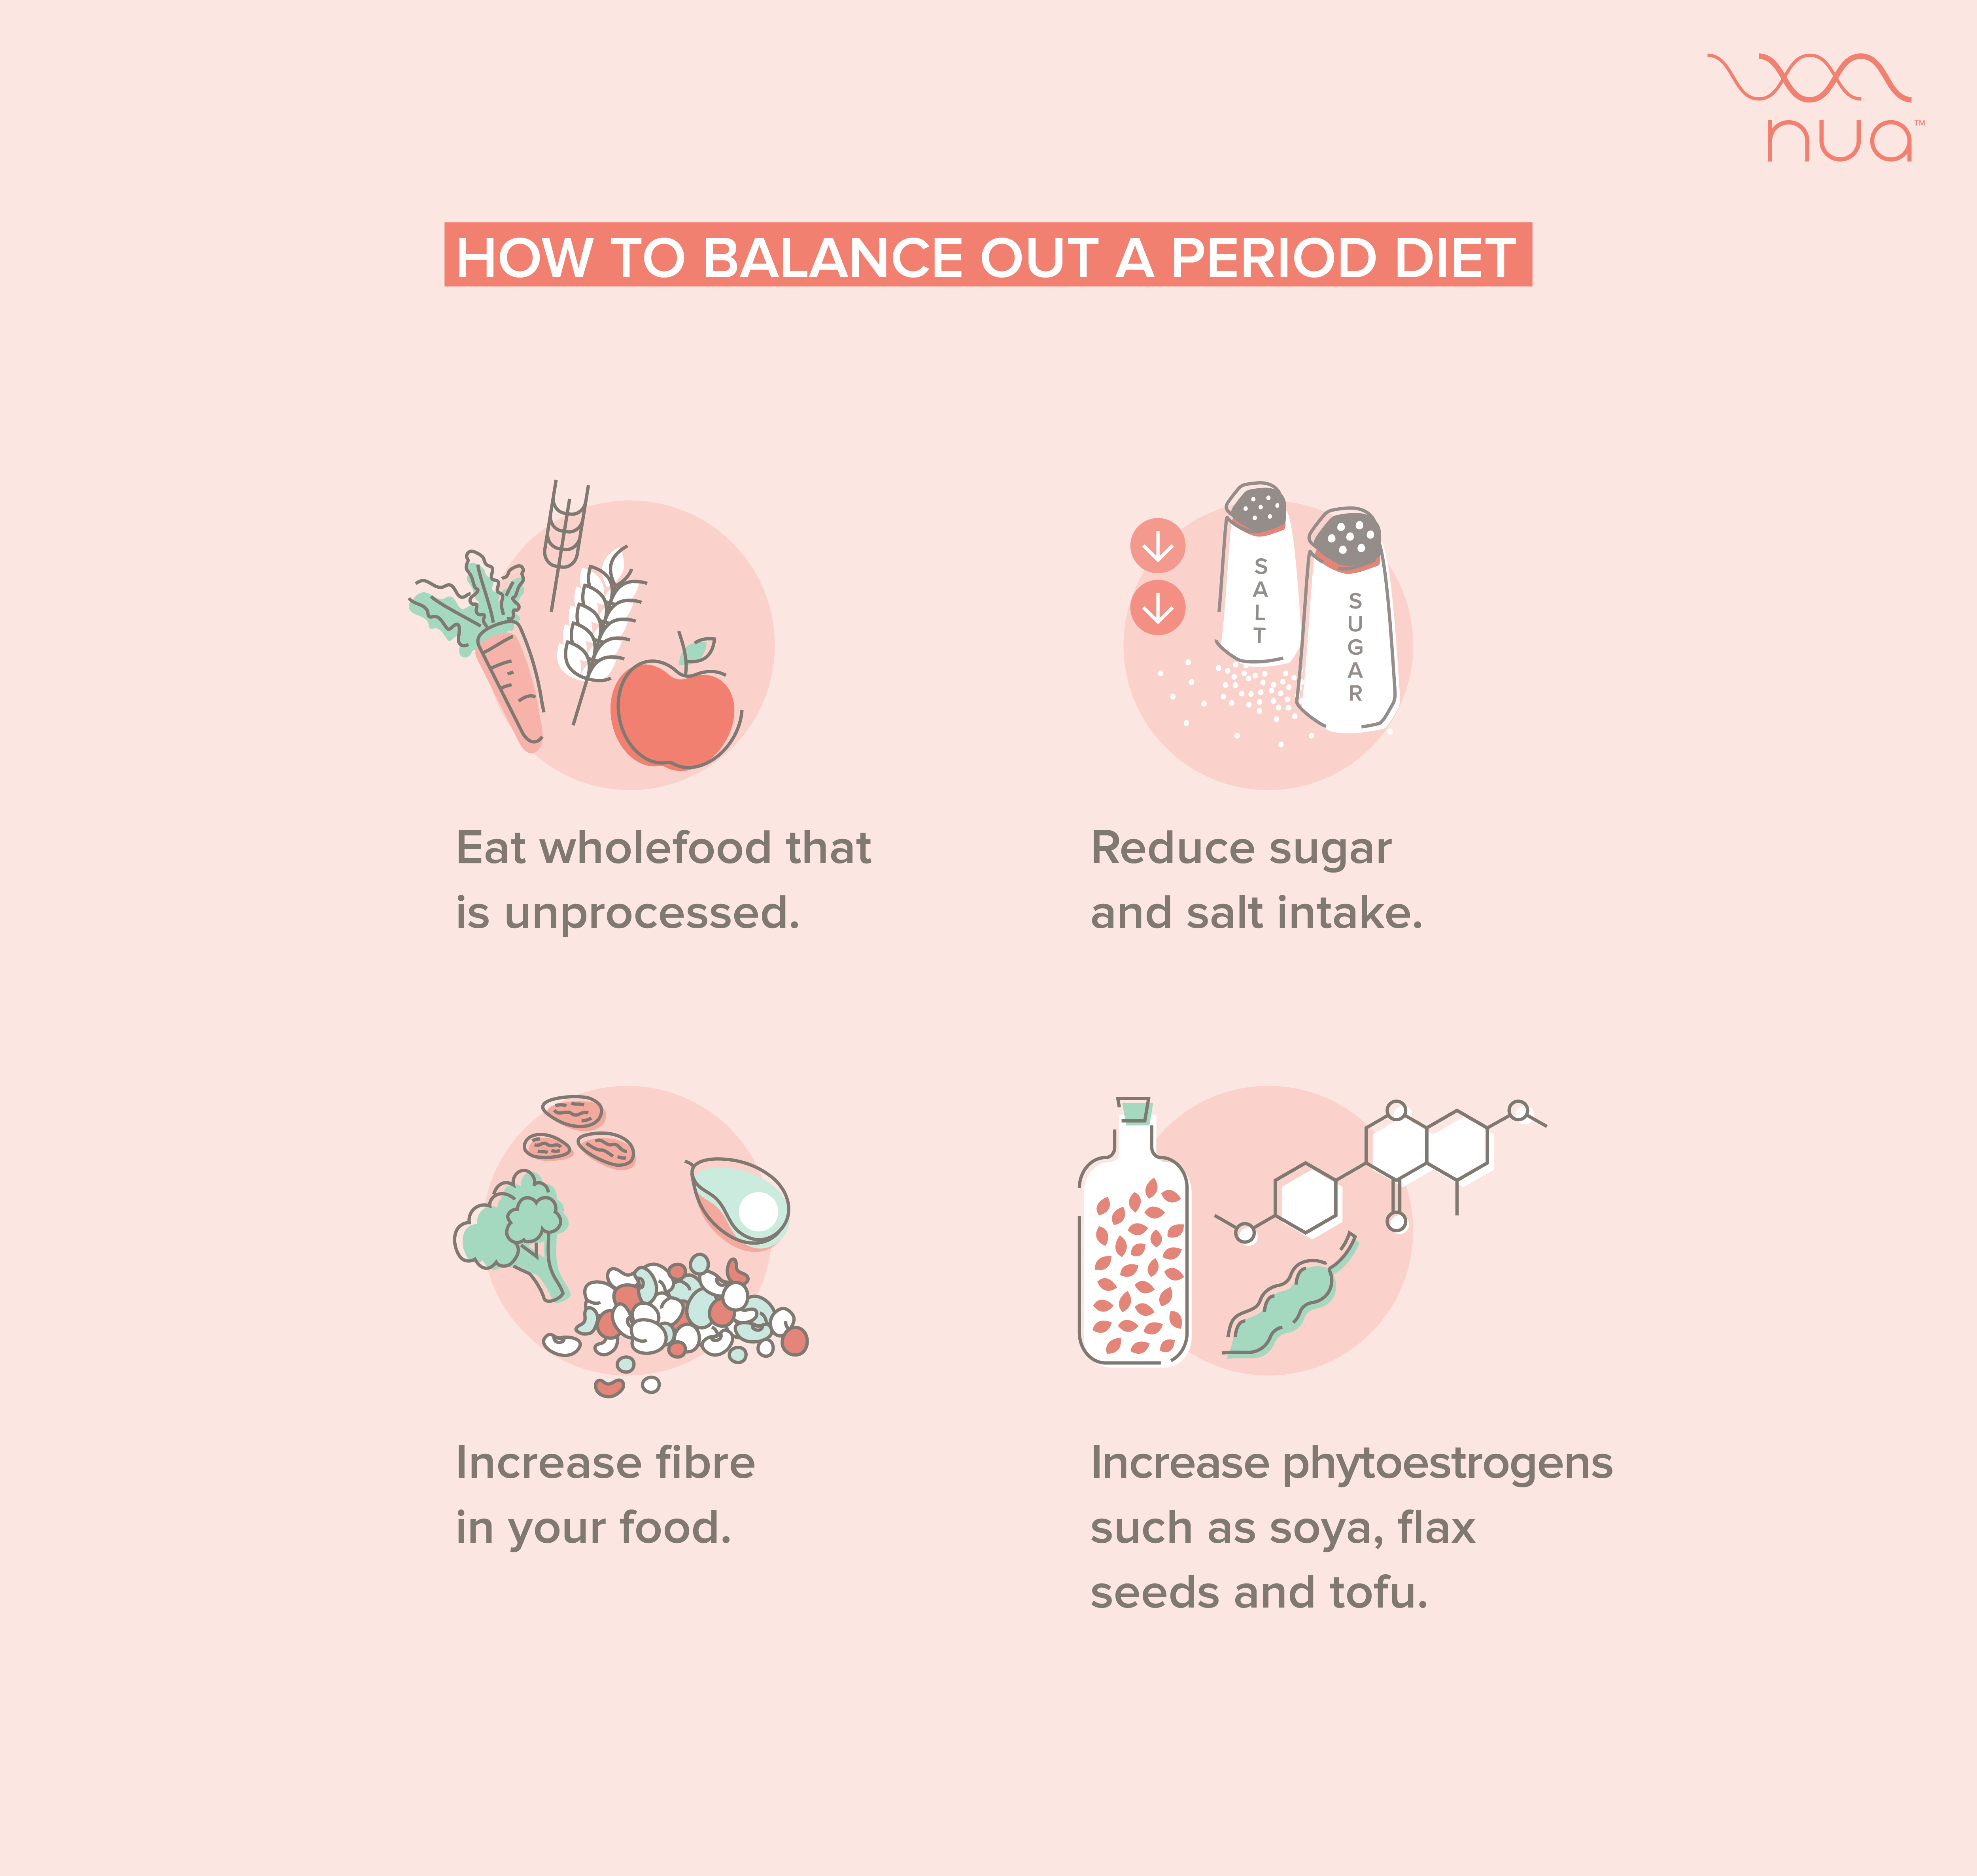 nua™
HOW TO BALANCE OUT A PERIOD DIET
SALT
SUGAR
Eat wholefood that
is unprocessed.
Reduce sugar
and salt intake.
Increase fibre
in your food.
Increase phytoestrogens
such as soya, flax
seeds and tofu.